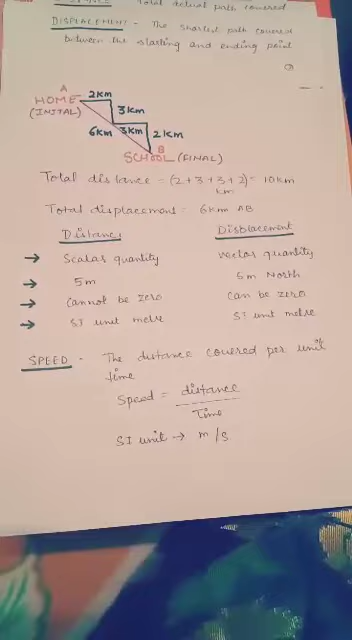 Total actual path covered
DISPLACEMENT - The shortest path covered
between the starting and ending point
A
HOME
2km
(INITAL)
3km
6km
3km
2km
B
SCHOOL (FINAL)
Total distance = (2+3+3+2) = 10km
km
Total displacement = 6km AB
Distance Displacement
→ Scalar quantity vector quantity
→ 5m 5m North
→ Cannot be zero Can be zero
→ SI unit metre SI unit metre
SPEED - The distance covered per unit
time
Speed = distance
Time
SI unit → m/s